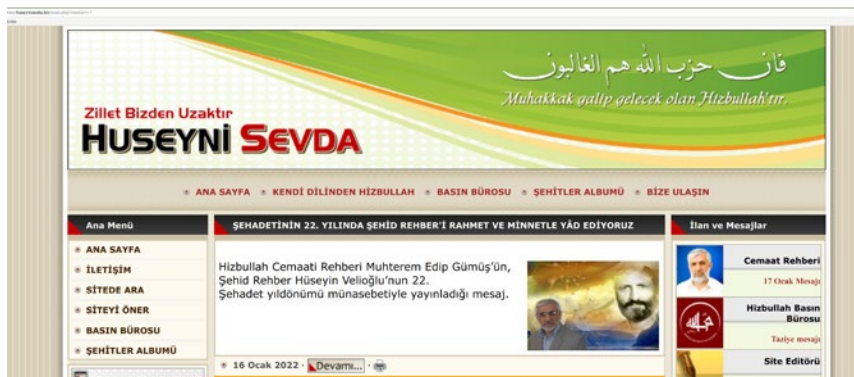 فان حزب الله هم الغالبون
Muhakkak galip gelecek olan Hizbullah'tır.
Zillet Bizden Uzaktır
HUSEYNİ SEVDA
ANA SAYFA KENDİ DİLİNDEN HİZBULLAH BASIN BÜROSU ŞEHİTLER ALBUMÜ BİZE ULAŞIN
Ana Menü
ANA SAYFA
İLETİŞİM
SİTEDE ARA
SİTEYİ ÖNER
BASIN BÜROSU
ŞEHİTLER ALBUMÜ
ŞEHADETİNİN 22. YILINDA ŞEHİD REHBER'İ RAHMET VE MİNNETLE YÂD EDİYORUZ
Hizbullah Cemaati Rehberi Muhterem Edip Gümüş'ün,
Şehid Rehber Hüseyin Velioğlu'nun 22.
Şehadet yıldönümü münasebetiyle yayınladığı mesaj.
16 Ocak 2022 · Devamı... ·
İlan ve Mesajlar
Cemaat Rehberi
17 Ocak Mesajı
Hizbullah Basın
Bürosu
Taziye mesajı
Site Editörü